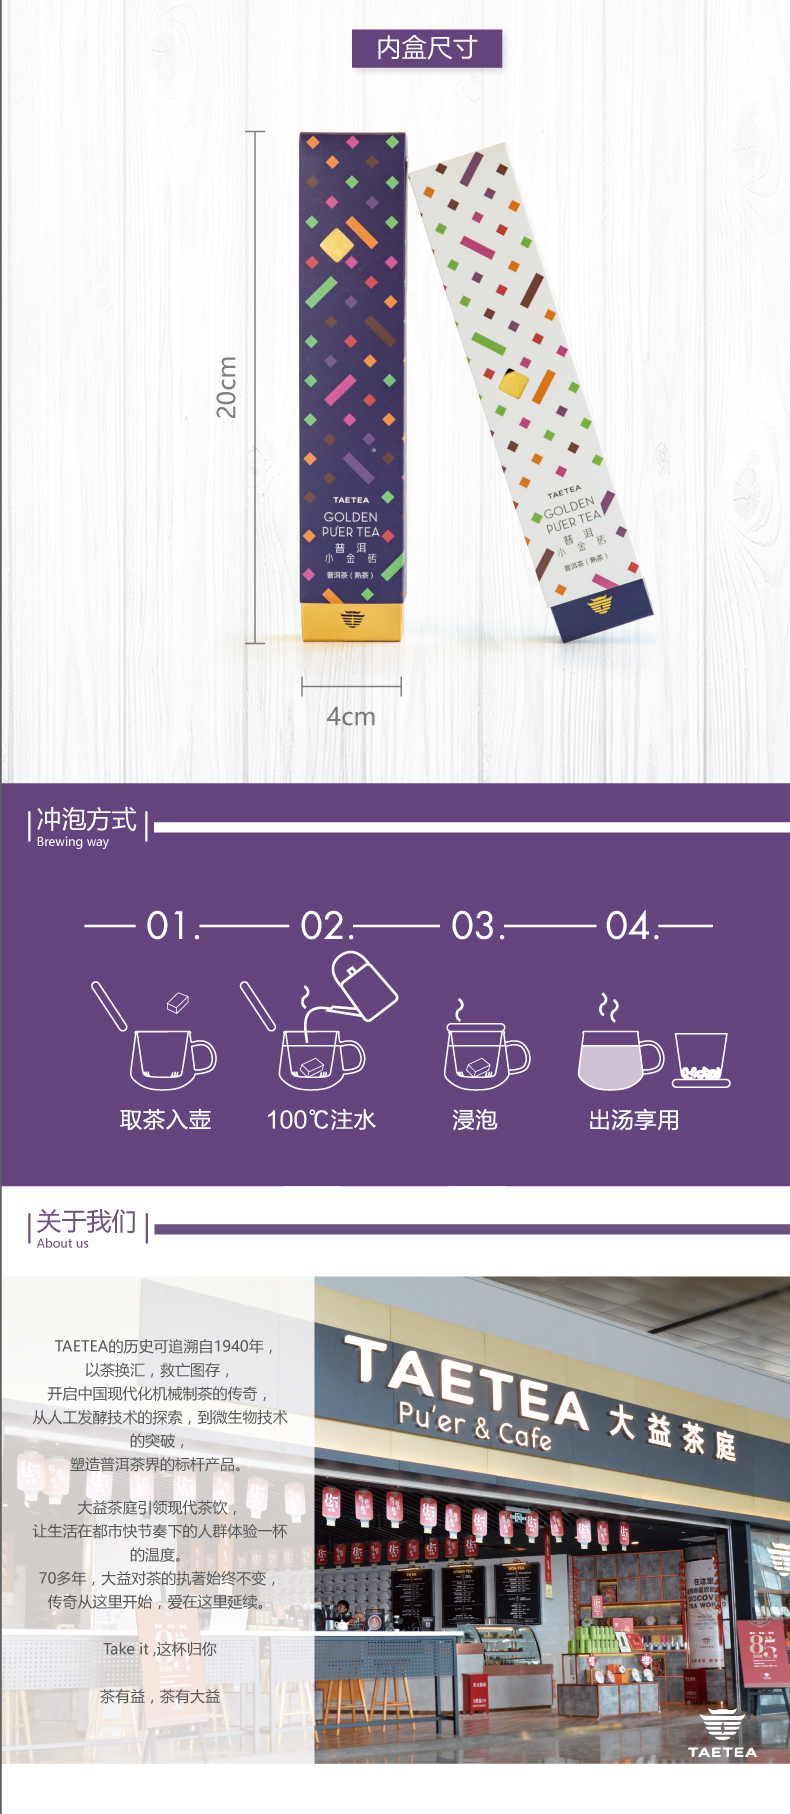 内盒尺寸
20cm
TAETEA
GOLDEN
PU'ER TEA
普洱
小金砖
普洱茶（熟茶）
TAETEA
GOLDEN
PU'ER TEA
普洱
小金砖
普洱茶（熟茶）
4cm
冲泡方式
Brewing way
01. 02. 03. 04.
取茶入壶 100℃注水 浸泡 出汤享用
关于我们
About us
TAETEA的历史可追溯自1940年，
以茶换汇，救亡图存，
开启中国现代化机械制茶的传奇，
从人工发酵技术的探索，到微生物技术
的突破，
塑造普洱茶界的标杆产品。
大益茶庭引领现代茶饮，
让生活在都市快节奏下的人群体验一杯
的温度。
70多年，大益对茶的执著始终不变，
传奇从这里开始，爱在这里延续。
Take it ,这杯归你
茶有益，茶有大益
TAETEA
Pu'er & Cafe
大益茶庭
在这里
TAETEA